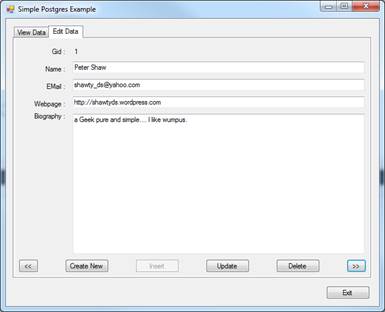 Simple Postgres Example
View Data Edit Data
Gid : 1
Name : Peter Shaw
EMail : shawty_ds@yahoo.com
Webpage : http://shawtyds.wordpress.com
Biography : a Geek pure and simple.... I like wumpus.
<< Create New Insert Update Delete >>
Exit